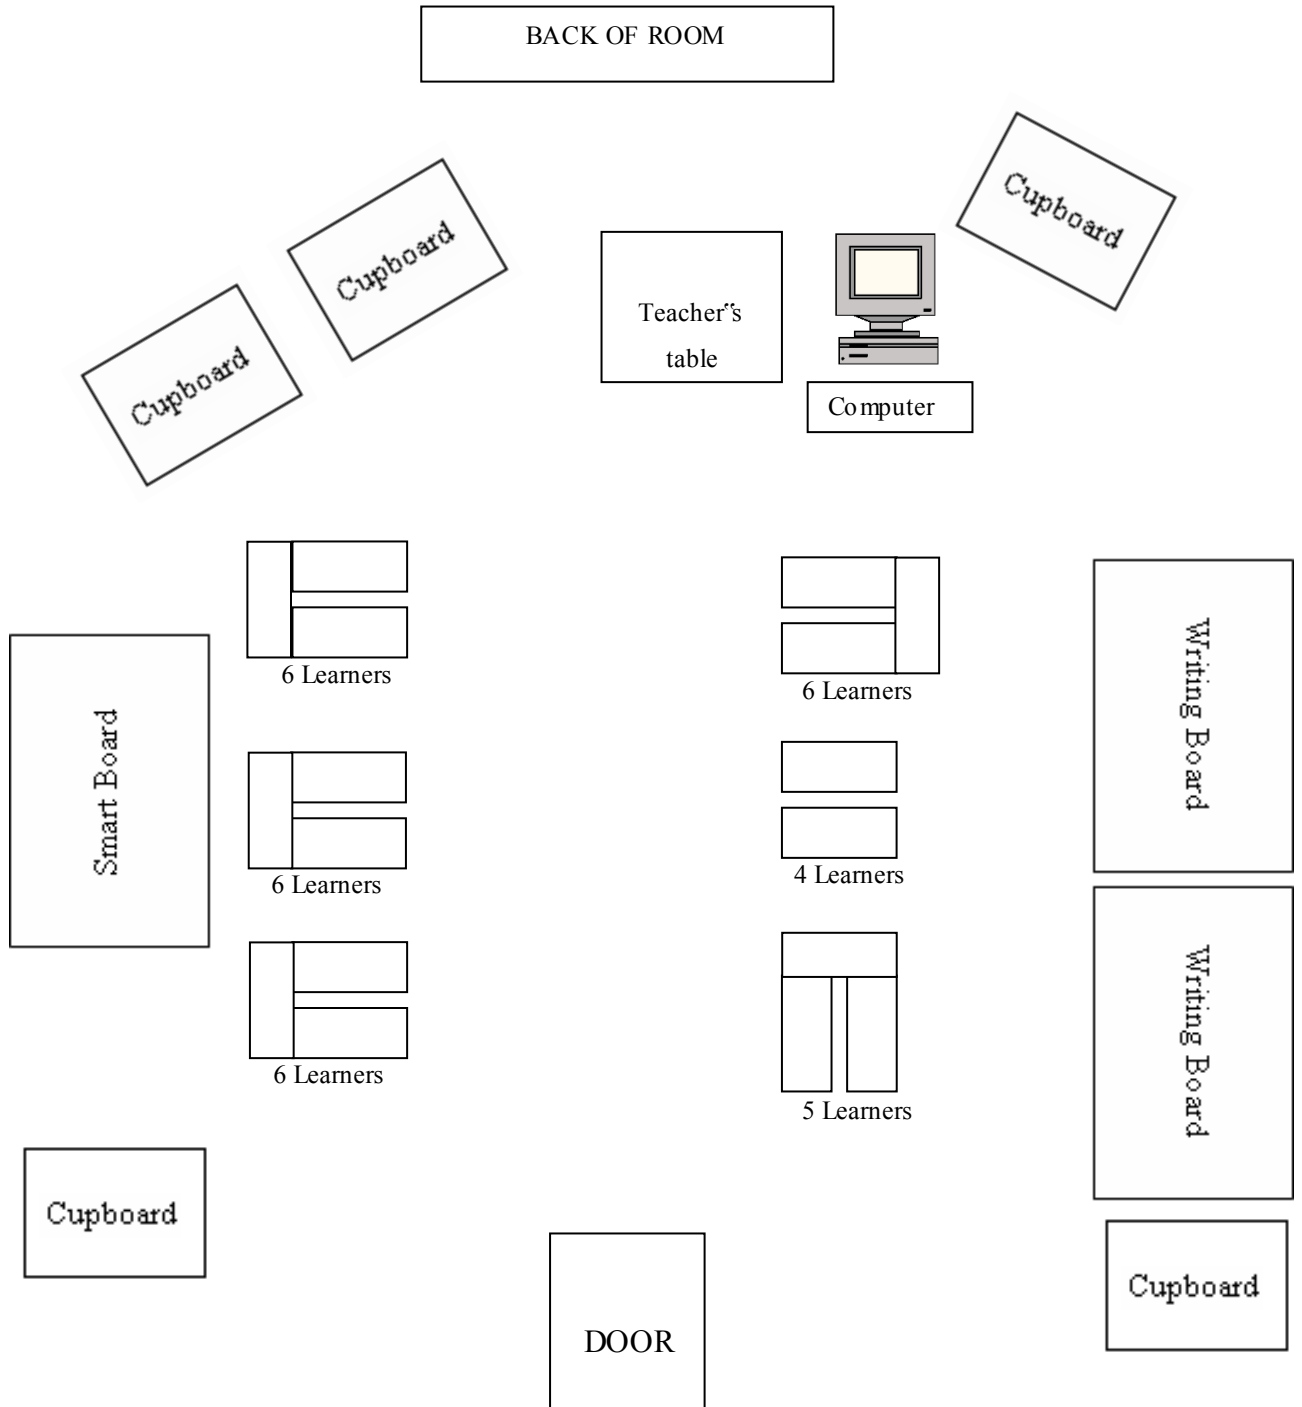 BACK OF ROOM
Cupboard
Cupboard
Cupboard
Teacher‟s
table
Computer
6 Learners
6 Learners
Smart Board
Writing Board
6 Learners
4 Learners
6 Learners
5 Learners
Writing Board
Cupboard
Cupboard
DOOR